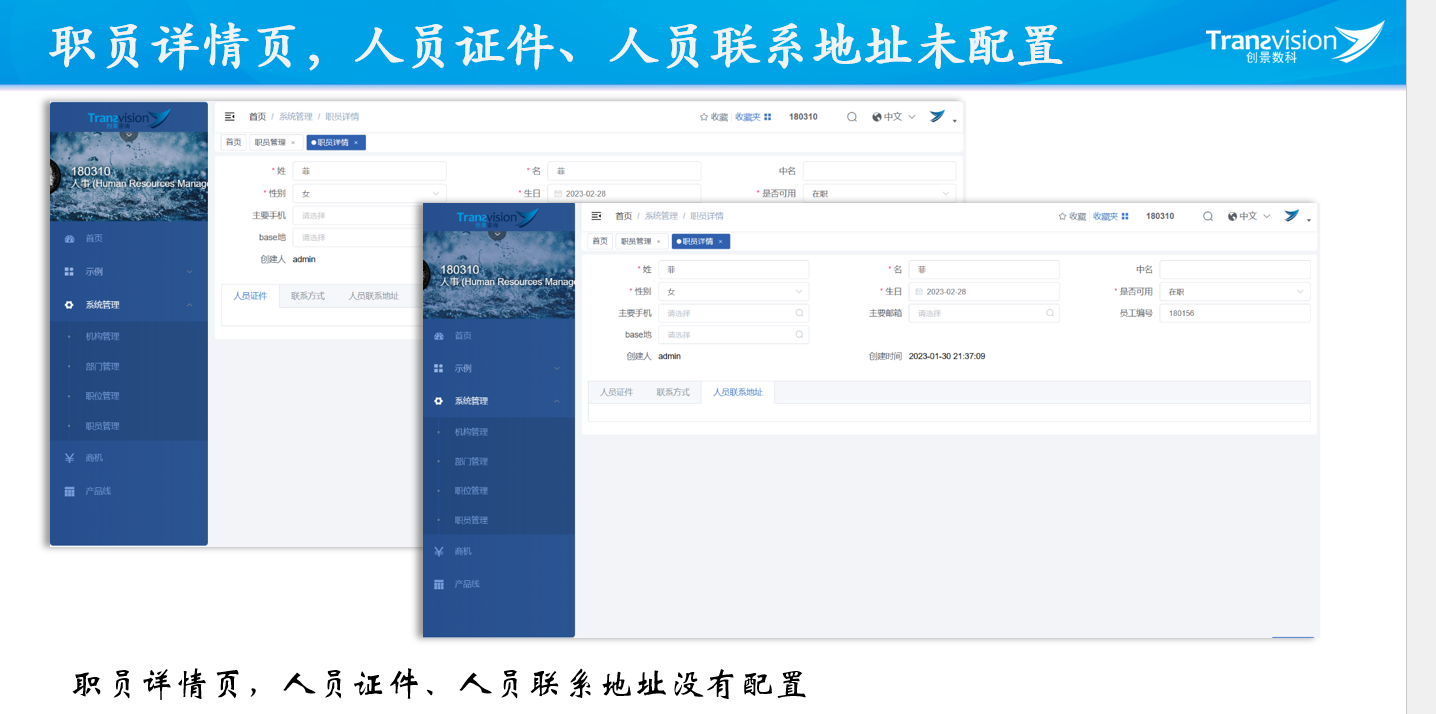 职员详情页，人员证件、人员联系地址未配置
Transvision
创景数科
Transvision
首页 / 系统管理 / 职员详情
收藏 收藏夹 180310 中文
首页 职员管理 × 职员详情 ×
180310
人事 (Human Resources Manag
首页
示例
系统管理
机构管理
部门管理
职位管理
职员管理
商机
产品线
* 姓 菲 * 名 菲 中名
* 性别 女 * 生日 2023-02-28 * 是否可用 在职
主要手机 请选择
base地 请选择
创建人 admin
人员证件 联系方式 人员联系地址
Transvision
首页 / 系统管理 / 职员详情
收藏 收藏夹 180310 中文
首页 职员管理 × 职员详情 ×
180310
人事 (Human Resources Manag
首页
示例
系统管理
机构管理
部门管理
职位管理
职员管理
商机
产品线
* 姓 菲 * 名 菲 中名
* 性别 女 * 生日 2023-02-28 * 是否可用 在职
主要手机 请选择 主要邮箱 请选择 员工编号 180156
base地 请选择
创建人 admin 创建时间 2023-01-30 21:37:09
人员证件 联系方式 人员联系地址
职员详情页，人员证件、人员联系地址没有配置